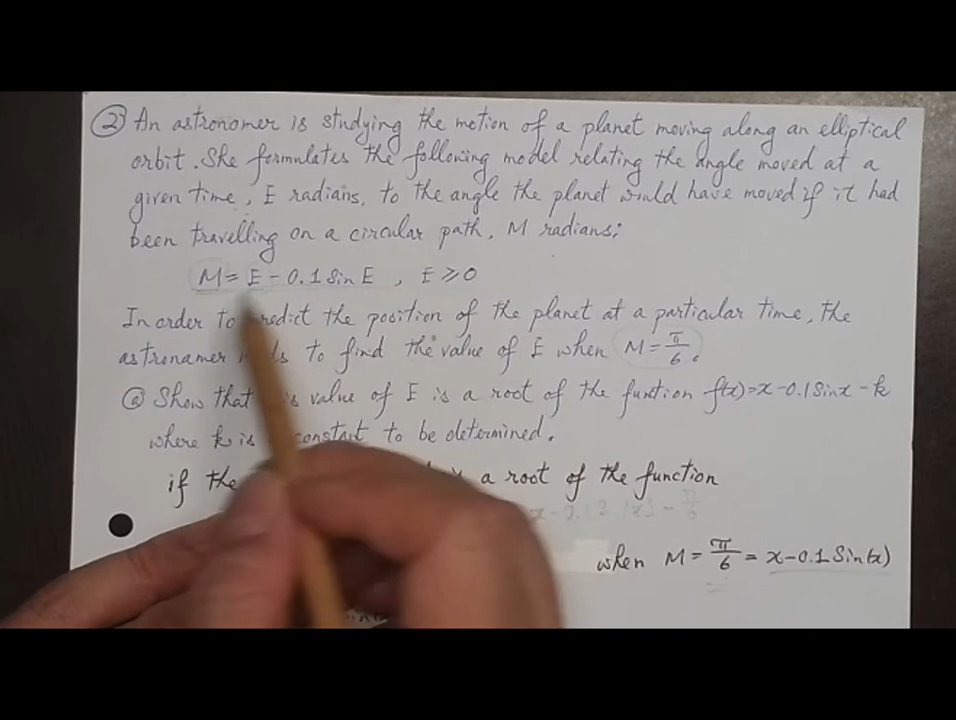 ② An astronomer is studying the motion of a planet moving along an elliptical
orbit. She formulates the following model relating the angle moved at a
given time, E radians, to the angle the planet would have moved if it had
been travelling on a circular path, M radians:
M = E - 0.1 Sin E , E ≥ 0
In order to predict the position of the planet at a particular time, the
astronamer to find the value of E when M = π/6.
ⓐ Show that value of E is a root of the funtion f(x) = x - 0.1 Sin x - k
where k is constant to be determined.
if the a root of the function
when M = π/6 = x - 0.1 Sin(x)